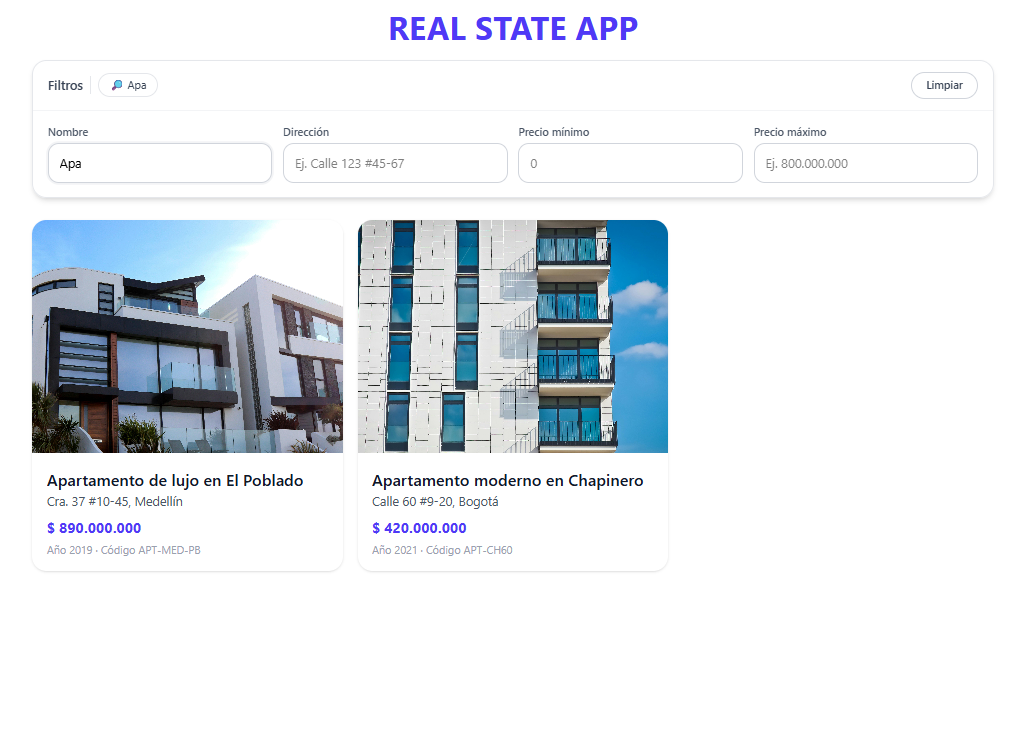 REAL STATE APP
Filtros
🔎 Apa
Limpiar
Nombre
Dirección
Precio mínimo
Precio máximo
Apa
Ej. Calle 123 #45-67
0
Ej. 800.000.000
Apartamento de lujo en El Poblado
Cra. 37 #10-45, Medellín
$ 890.000.000
Año 2019 · Código APT-MED-PB
Apartamento moderno en Chapinero
Calle 60 #9-20, Bogotá
$ 420.000.000
Año 2021 · Código APT-CH60